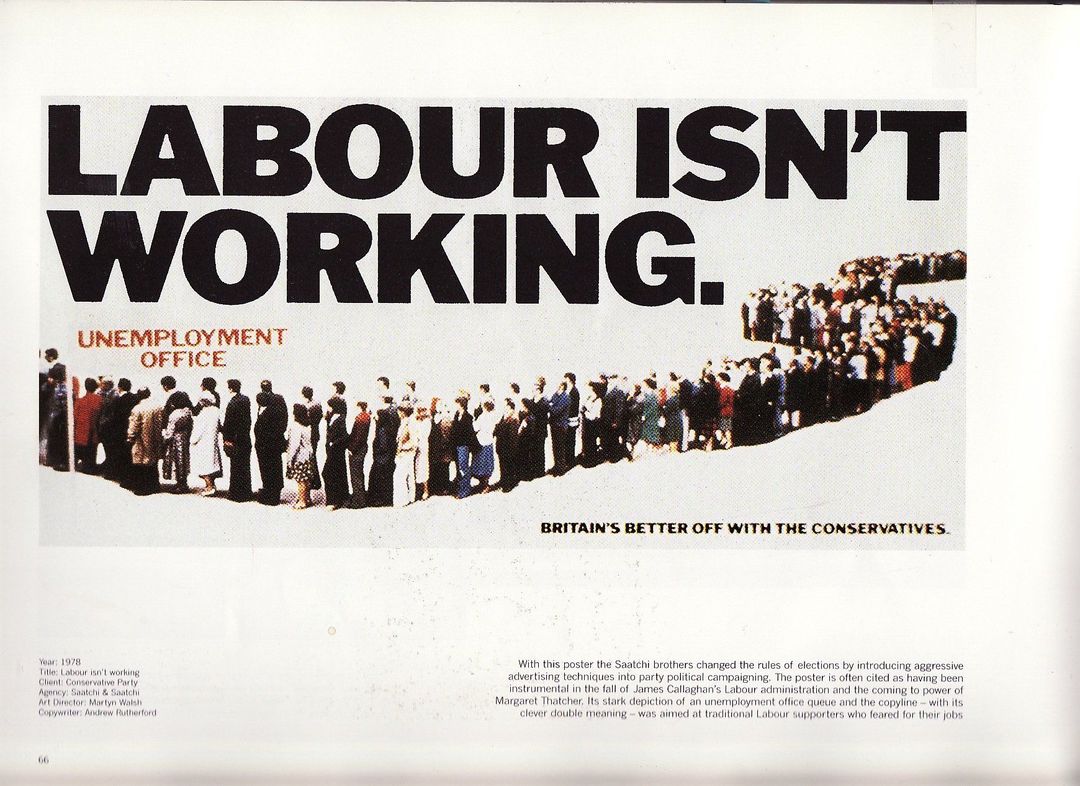 LABOUR ISN'T
WORKING.
UNEMPLOYMENT
OFFICE
BRITAIN'S BETTER OFF WITH THE CONSERVATIVES.
Year: 1978
Title: Labour isn't working
Client: Conservative Party
Agency: Saatchi & Saatchi
Art Director: Martyn Walsh
Copywriter: Andrew Rutherford
With this poster the Saatchi brothers changed the rules of elections by introducing aggressive
advertising techniques into party political campaigning. The poster is often cited as having been
instrumental in the fall of James Callaghan's Labour administration and the coming to power of
Margaret Thatcher. Its stark depiction of an unemployment office queue and the copyline – with its
clever double meaning – was aimed at traditional Labour supporters who feared for their jobs
66